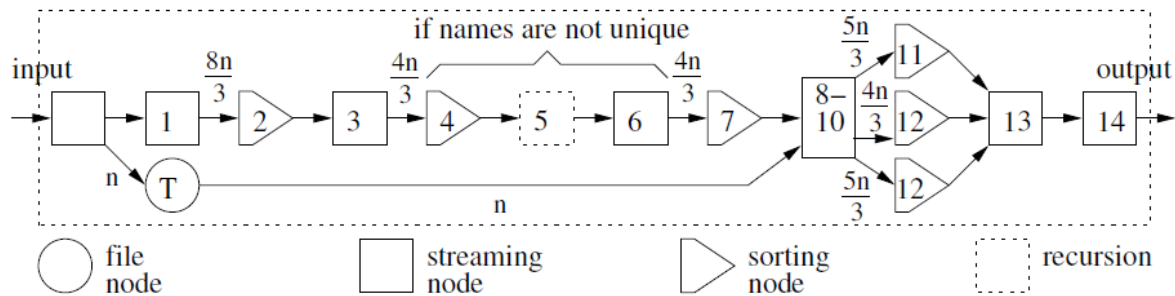 if names are not unique
input
output
8n
3
4n
3
4n
3
5n
3
4n
3
5n
3
1
2
3
4
5
6
7
8–
10
11
12
12
13
14
n
T
n
file
node
streaming
node
sorting
node
recursion